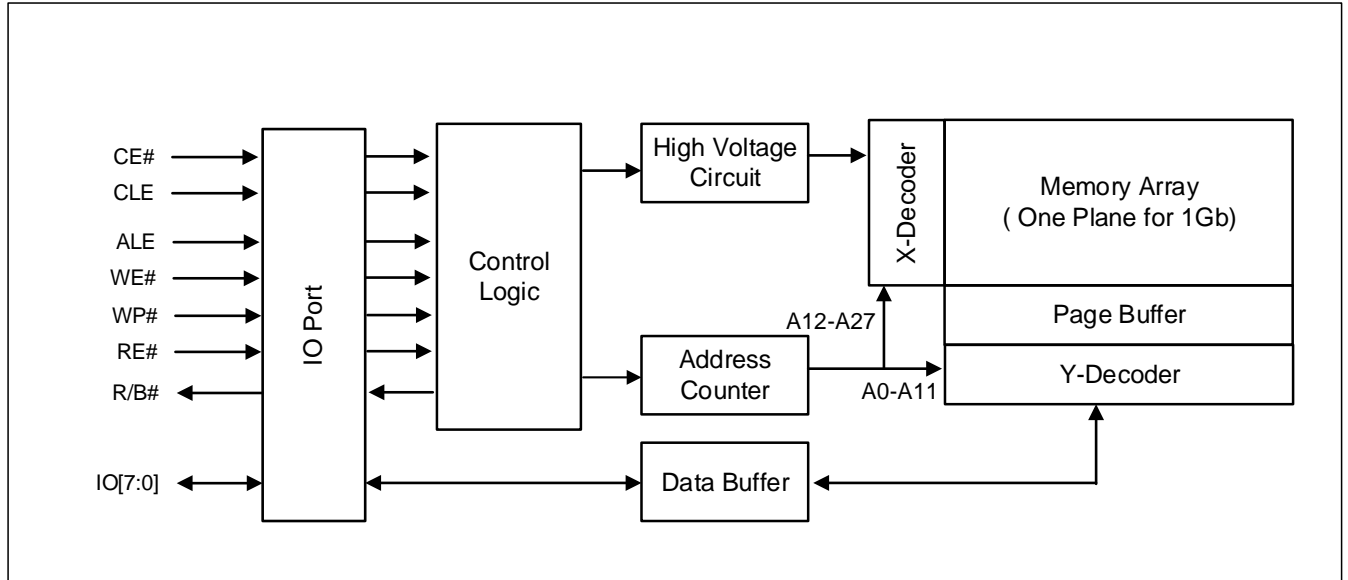 CE#
CLE
ALE
WE#
WP#
RE#
R/B#
IO[7:0]
IO Port
Control
Logic
High Voltage
Circuit
Address
Counter
Data Buffer
A12-A27
A0-A11
X-Decoder
Memory Array
( One Plane for 1Gb)
Page Buffer
Y-Decoder